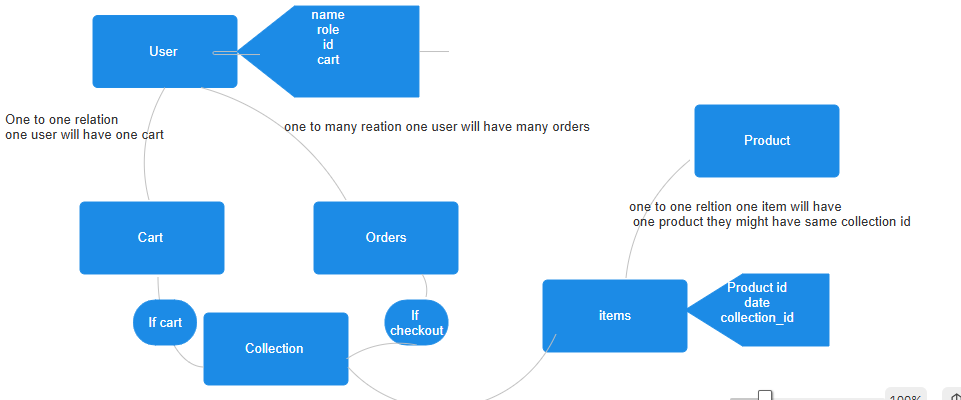 name
role
id
cart
User
One to one relation
one user will have one cart
one to many reation one user will have many orders
Product
one to one reltion one item will have
one product they might have same collection id
Cart
Orders
Product id
date
collection_id
items
If cart
If
checkout
Collection
100%